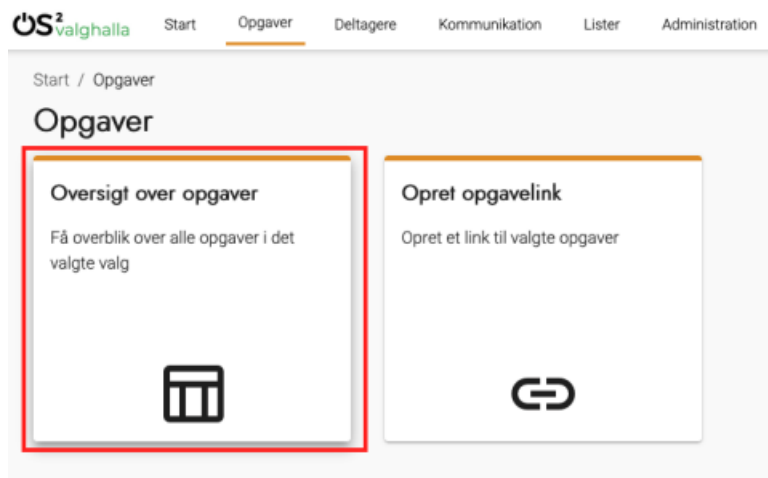 OS²valghalla Start Opgaver Deltagere Kommunikation Lister Administration
Start / Opgaver
Opgaver
Oversigt over opgaver
Få overblik over alle opgaver i det
valgte valg
Opret opgavelink
Opret et link til valgte opgaver